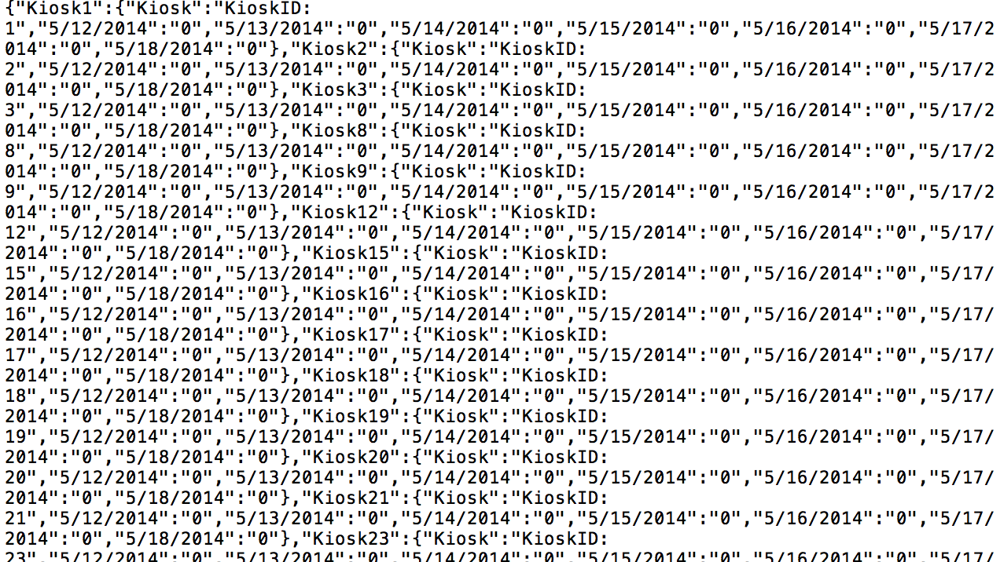 {"Kiosk1":{"Kiosk":"KioskID:
1","5/12/2014":"0","5/13/2014":"0","5/14/2014":"0","5/15/2014":"0","5/16/2014":"0","5/17/2
014":"0","5/18/2014":"0"},"Kiosk2":{"Kiosk":"KioskID:
2","5/12/2014":"0","5/13/2014":"0","5/14/2014":"0","5/15/2014":"0","5/16/2014":"0","5/17/2
014":"0","5/18/2014":"0"},"Kiosk3":{"Kiosk":"KioskID:
3","5/12/2014":"0","5/13/2014":"0","5/14/2014":"0","5/15/2014":"0","5/16/2014":"0","5/17/2
014":"0","5/18/2014":"0"},"Kiosk8":{"Kiosk":"KioskID:
8","5/12/2014":"0","5/13/2014":"0","5/14/2014":"0","5/15/2014":"0","5/16/2014":"0","5/17/2
014":"0","5/18/2014":"0"},"Kiosk9":{"Kiosk":"KioskID:
9","5/12/2014":"0","5/13/2014":"0","5/14/2014":"0","5/15/2014":"0","5/16/2014":"0","5/17/2
014":"0","5/18/2014":"0"},"Kiosk12":{"Kiosk":"KioskID:
12","5/12/2014":"0","5/13/2014":"0","5/14/2014":"0","5/15/2014":"0","5/16/2014":"0","5/17/
2014":"0","5/18/2014":"0"},"Kiosk15":{"Kiosk":"KioskID:
15","5/12/2014":"0","5/13/2014":"0","5/14/2014":"0","5/15/2014":"0","5/16/2014":"0","5/17/
2014":"0","5/18/2014":"0"},"Kiosk16":{"Kiosk":"KioskID:
16","5/12/2014":"0","5/13/2014":"0","5/14/2014":"0","5/15/2014":"0","5/16/2014":"0","5/17/
2014":"0","5/18/2014":"0"},"Kiosk17":{"Kiosk":"KioskID:
17","5/12/2014":"0","5/13/2014":"0","5/14/2014":"0","5/15/2014":"0","5/16/2014":"0","5/17/
2014":"0","5/18/2014":"0"},"Kiosk18":{"Kiosk":"KioskID:
18","5/12/2014":"0","5/13/2014":"0","5/14/2014":"0","5/15/2014":"0","5/16/2014":"0","5/17/
2014":"0","5/18/2014":"0"},"Kiosk19":{"Kiosk":"KioskID:
19","5/12/2014":"0","5/13/2014":"0","5/14/2014":"0","5/15/2014":"0","5/16/2014":"0","5/17/
2014":"0","5/18/2014":"0"},"Kiosk20":{"Kiosk":"KioskID:
20","5/12/2014":"0","5/13/2014":"0","5/14/2014":"0","5/15/2014":"0","5/16/2014":"0","5/17/
2014":"0","5/18/2014":"0"},"Kiosk21":{"Kiosk":"KioskID:
21","5/12/2014":"0","5/13/2014":"0","5/14/2014":"0","5/15/2014":"0","5/16/2014":"0","5/17/
2014":"0","5/18/2014":"0"},"Kiosk23":{"Kiosk":"KioskID:
23","5/12/2014":"0","5/13/2014":"0","5/14/2014":"0","5/15/2014":"0","5/16/2014":"0","5/17/